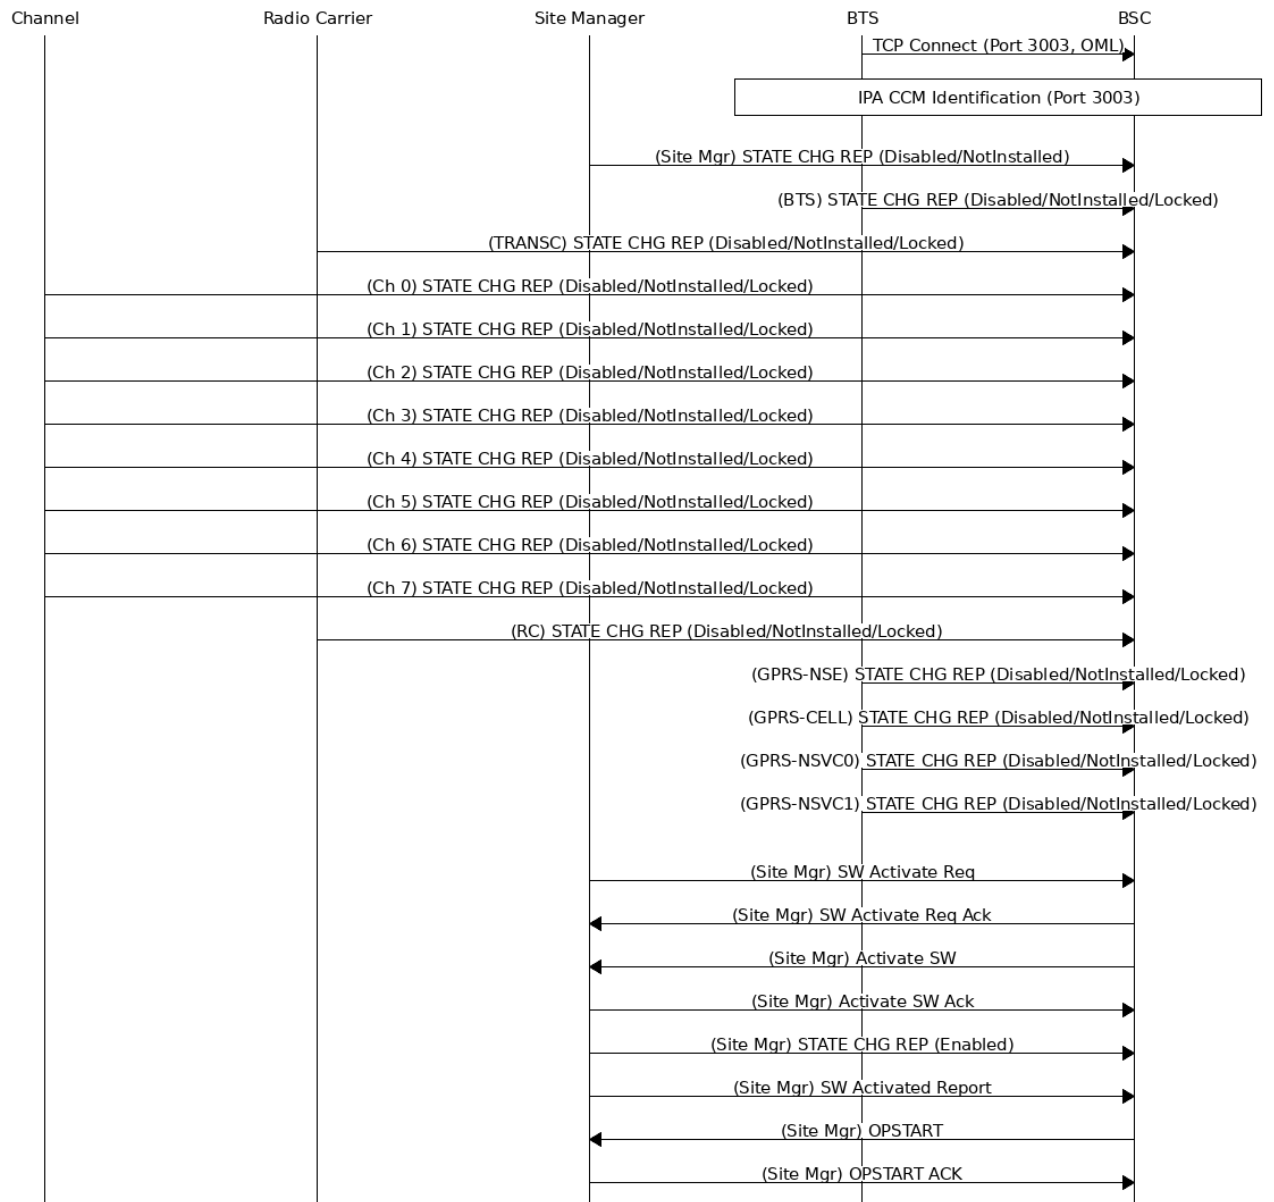 Channel Radio Carrier Site Manager BTS BSC
TCP Connect (Port 3003, OML)
IPA CCM Identification (Port 3003)
(Site Mgr) STATE CHG REP (Disabled/NotInstalled)
(BTS) STATE CHG REP (Disabled/NotInstalled/Locked)
(TRANSC) STATE CHG REP (Disabled/NotInstalled/Locked)
(Ch 0) STATE CHG REP (Disabled/NotInstalled/Locked)
(Ch 1) STATE CHG REP (Disabled/NotInstalled/Locked)
(Ch 2) STATE CHG REP (Disabled/NotInstalled/Locked)
(Ch 3) STATE CHG REP (Disabled/NotInstalled/Locked)
(Ch 4) STATE CHG REP (Disabled/NotInstalled/Locked)
(Ch 5) STATE CHG REP (Disabled/NotInstalled/Locked)
(Ch 6) STATE CHG REP (Disabled/NotInstalled/Locked)
(Ch 7) STATE CHG REP (Disabled/NotInstalled/Locked)
(RC) STATE CHG REP (Disabled/NotInstalled/Locked)
(GPRS-NSE) STATE CHG REP (Disabled/NotInstalled/Locked)
(GPRS-CELL) STATE CHG REP (Disabled/NotInstalled/Locked)
(GPRS-NSVC0) STATE CHG REP (Disabled/NotInstalled/Locked)
(GPRS-NSVC1) STATE CHG REP (Disabled/NotInstalled/Locked)
(Site Mgr) SW Activate Req
(Site Mgr) SW Activate Req Ack
(Site Mgr) Activate SW
(Site Mgr) Activate SW Ack
(Site Mgr) STATE CHG REP (Enabled)
(Site Mgr) SW Activated Report
(Site Mgr) OPSTART
(Site Mgr) OPSTART ACK